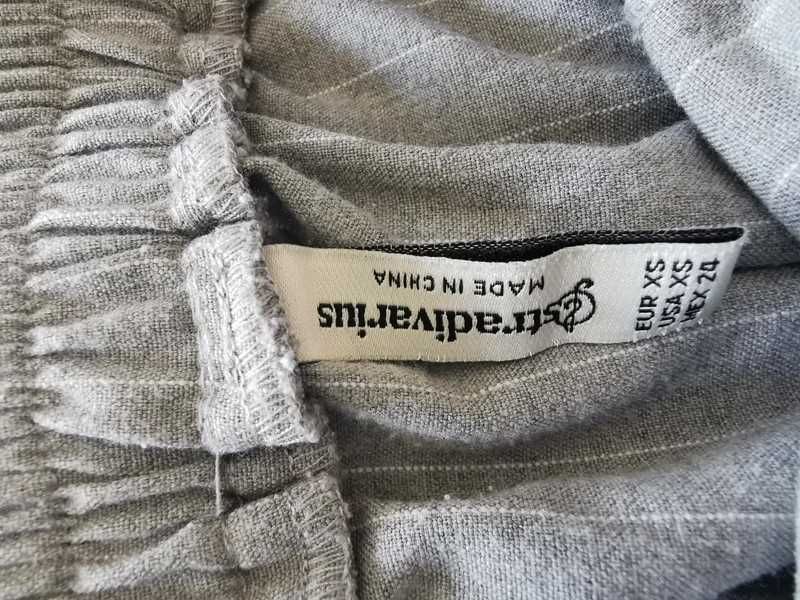 Stradivarius
MADE IN CHINA
EUR XS
USA XS
MEX 24